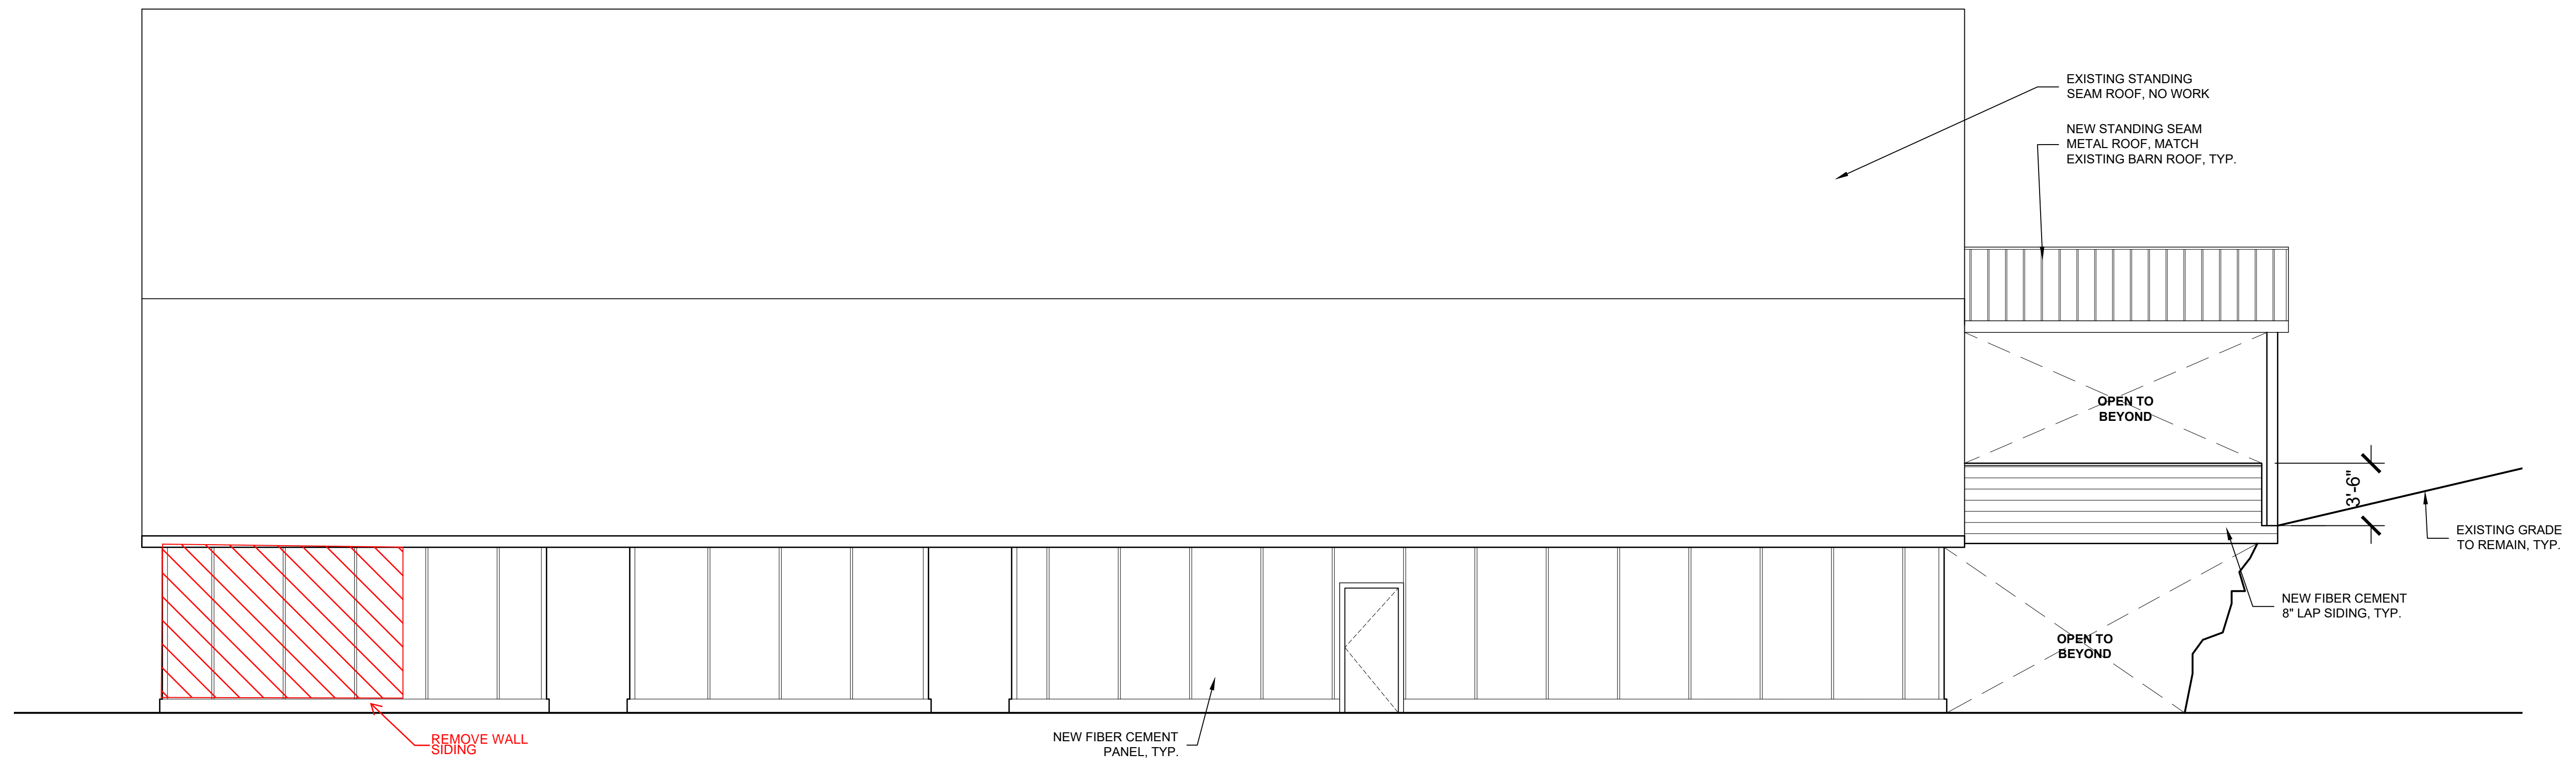 EXISTING STANDING
SEAM ROOF, NO WORK
NEW STANDING SEAM
METAL ROOF, MATCH
EXISTING BARN ROOF, TYP.
OPEN TO
BEYOND
3'-6"
EXISTING GRADE
TO REMAIN, TYP.
NEW FIBER CEMENT
8" LAP SIDING, TYP.
OPEN TO
BEYOND
REMOVE WALL
SIDING
NEW FIBER CEMENT
PANEL, TYP.